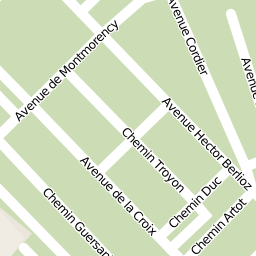 Avenue de Montmorency
Avenue Cordier
Avenue
Avenue Hector Berlioz
Chemin Troyon
Avenue de la Croix
Chemin Duc
Chemin Artot
Chemin Guersan